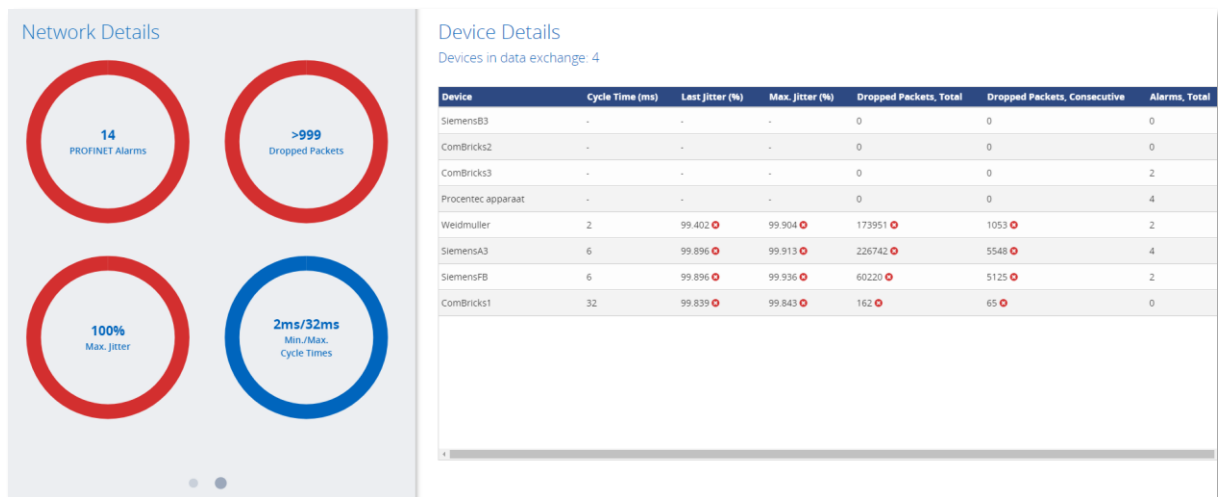 Network Details
14
PROFINET Alarms
>999
Dropped Packets
100%
Max. Jitter
2ms/32ms
Min./Max.
Cycle Times
Device Details
Devices in data exchange: 4
Device Cycle Time (ms) Last Jitter (%) Max. Jitter (%) Dropped Packets, Total Dropped Packets, Consecutive Alarms, Total
SiemensB3 - - - 0 0 0
ComBricks2 - - - 0 0 0
ComBricks3 - - - 0 0 2
Procentec apparaat - - - 0 0 4
Weidmuller 2 99.402 99.904 173951 1053 2
SiemensA3 6 99.896 99.913 226742 5548 4
SiemensFB 6 99.896 99.936 60220 5125 2
ComBricks1 32 99.839 99.843 162 65 0